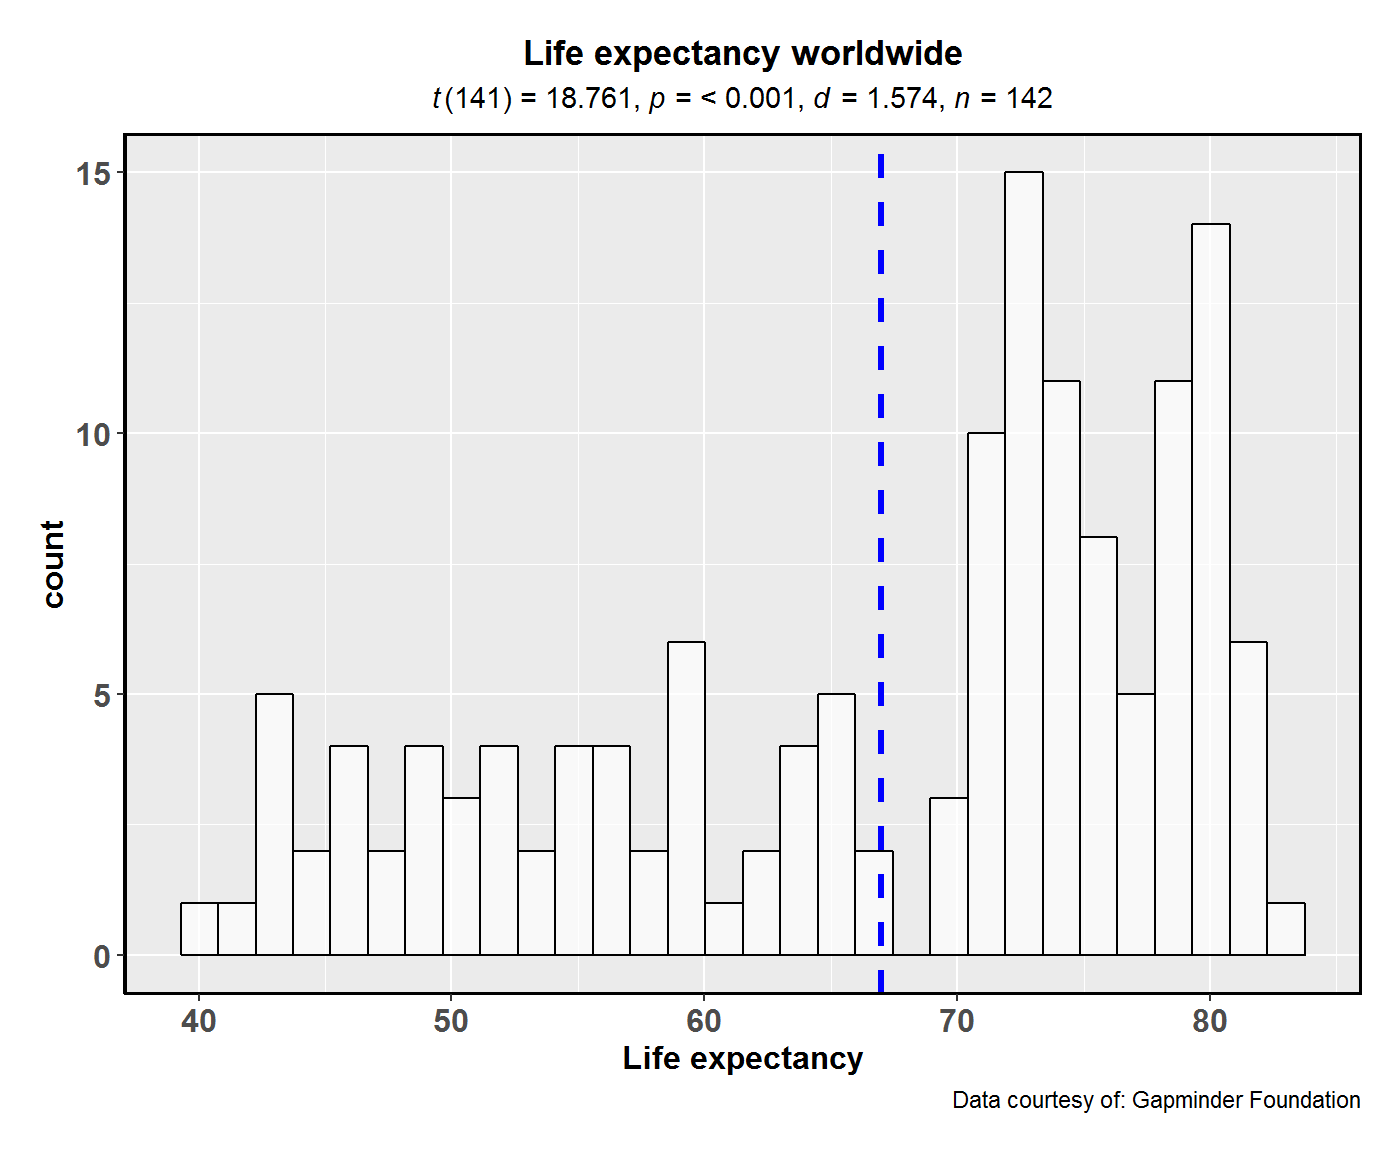 Life expectancy worldwide
t(141) = 18.761, p = < 0.001, d = 1.574, n = 142
15
10
5
0
count
40 50 60 70 80
Life expectancy
Data courtesy of: Gapminder Foundation